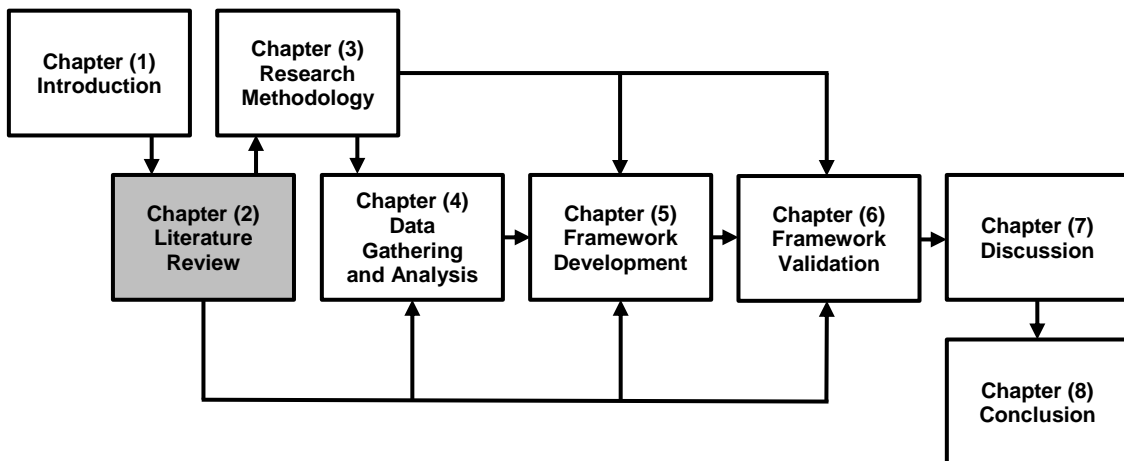 Chapter (1)
Introduction
Chapter (3)
Research
Methodology
Chapter (2)
Literature
Review
Chapter (4)
Data
Gathering
and Analysis
Chapter (5)
Framework
Development
Chapter (6)
Framework
Validation
Chapter (7)
Discussion
Chapter (8)
Conclusion